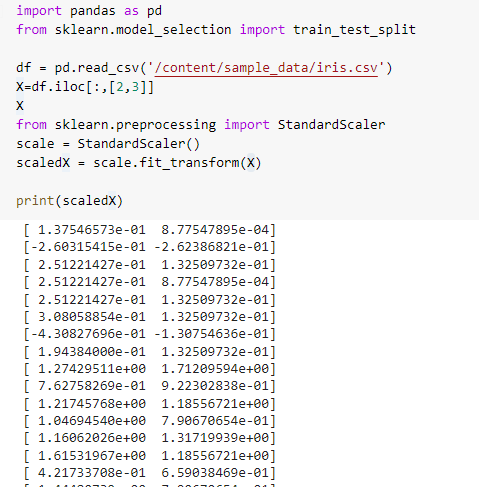 import pandas as pd
from sklearn.model_selection import train_test_split
df = pd.read_csv('/content/sample_data/iris.csv')
X=df.iloc[:,[2,3]]
X
from sklearn.preprocessing import StandardScaler
scale = StandardScaler()
scaledX = scale.fit_transform(X)
print(scaledX)
[ 1.37546573e-01  8.77547895e-04]
[-2.60315415e-01 -2.62386821e-01]
[ 2.51221427e-01  1.32509732e-01]
[ 2.51221427e-01  8.77547895e-04]
[ 2.51221427e-01  1.32509732e-01]
[ 3.08058854e-01  1.32509732e-01]
[-4.30827696e-01 -1.30754636e-01]
[ 1.94384000e-01  1.32509732e-01]
[ 1.27429511e+00  1.71209594e+00]
[ 7.62758269e-01  9.22302838e-01]
[ 1.21745768e+00  1.18556721e+00]
[ 1.04694540e+00  7.90670654e-01]
[ 1.16062026e+00  1.31719939e+00]
[ 1.61531967e+00  1.18556721e+00]
[ 4.21733708e-01  6.59038469e-01]